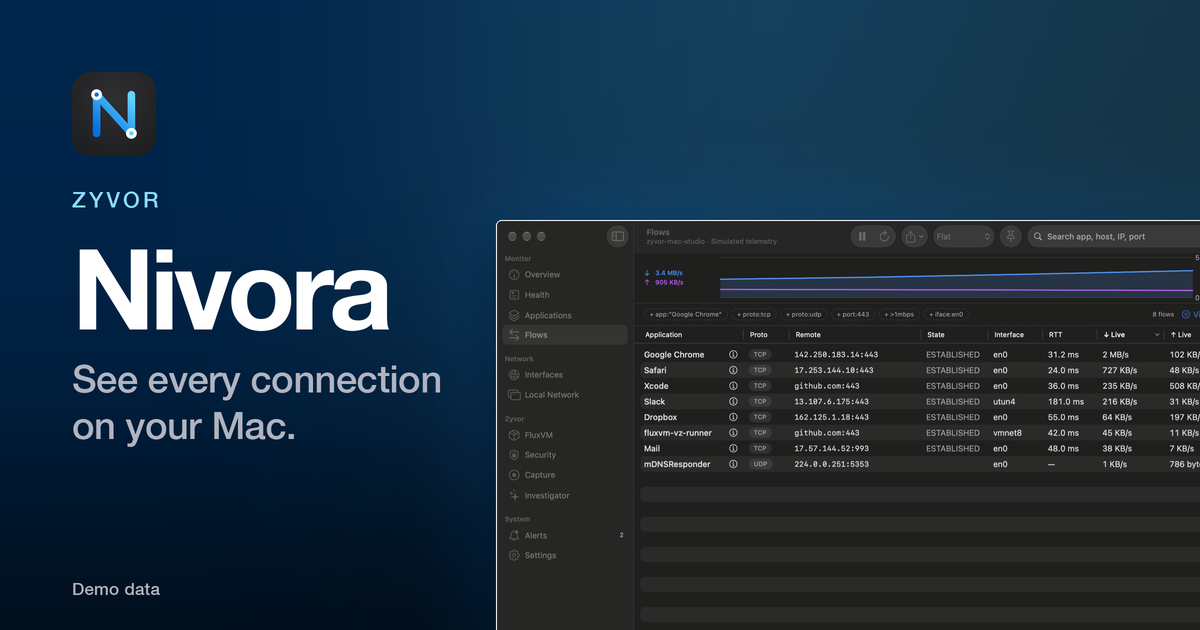 ZYVOR
Nivora
See every connection
on your Mac.
Demo data
Monitor
Overview
Health
Applications
Flows
Network
Interfaces
Local Network
Zyvor
FluxVM
Security
Capture
Investigator
System
Alerts 2
Settings
Flows
zyvor-mac-studio · Simulated telemetry
Flat
Search app, host, IP, port
↓ 3.4 MB/s
↑ 905 KB/s
5
0
+ app:"Google Chrome" + proto:tcp + proto:udp + port:443 + >1mbps + iface:en0 8 flows Vi
Application Proto Remote State Interface RTT ↓ Live ↑ Live
Google Chrome TCP 142.250.183.14:443 ESTABLISHED en0 31.2 ms 2 MB/s 102 KB/
Safari TCP 17.253.144.10:443 ESTABLISHED en0 24.0 ms 727 KB/s 48 KB/s
Xcode TCP github.com:443 ESTABLISHED en0 36.0 ms 235 KB/s 508 KB/
Slack TCP 13.107.6.175:443 ESTABLISHED utun4 181.0 ms 216 KB/s 31 KB/s
Dropbox TCP 162.125.1.18:443 ESTABLISHED en0 55.0 ms 64 KB/s 197 KB/
fluxvm-vz-runner TCP github.com:443 ESTABLISHED vmnet8 42.0 ms 45 KB/s 11 KB/s
Mail TCP 17.57.144.52:993 ESTABLISHED en0 48.0 ms 38 KB/s 7 KB/s
mDNSResponder UDP 224.0.0.251:5353 en0 — 1 KB/s 786 byt